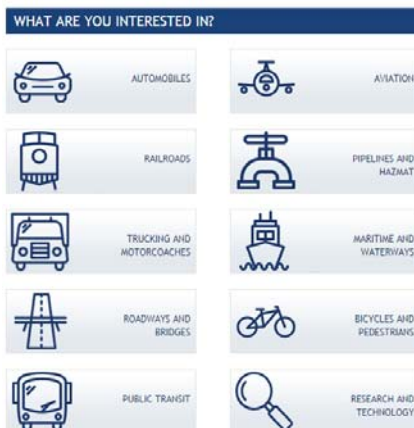 WHAT ARE YOU INTERESTED IN?
AUTOMOBILES
AVIATION
RAILROADS
PIPELINES AND
HAZMAT
TRUCKING AND
MOTORCOACHES
MARITIME AND
WATERWAYS
ROADWAYS AND
BRIDGES
BICYCLES AND
PEDESTRIANS
PUBLIC TRANSIT
RESEARCH AND
TECHNOLOGY